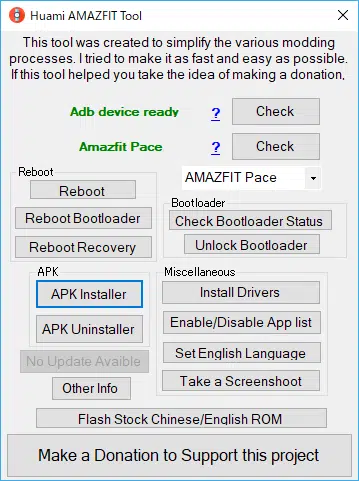 Huami AMAZFIT Tool
This tool was created to simplify the various modding
processes. I tried to make it as fast and easy as possible.
If this tool helped you take the idea of making a donation,
Adb device ready ? Check
Amazfit Pace ? Check
AMAZFIT Pace
Reboot
Reboot
Reboot Bootloader
Reboot Recovery
Bootloader
Check Bootloader Status
Unlock Bootloader
APK
APK Installer
APK Uninstaller
No Update Avaible
Other Info
Miscellaneous
Install Drivers
Enable/Disable App list
Set English Language
Take a Screenshoot
Flash Stock Chinese/English ROM
Make a Donation to Support this project